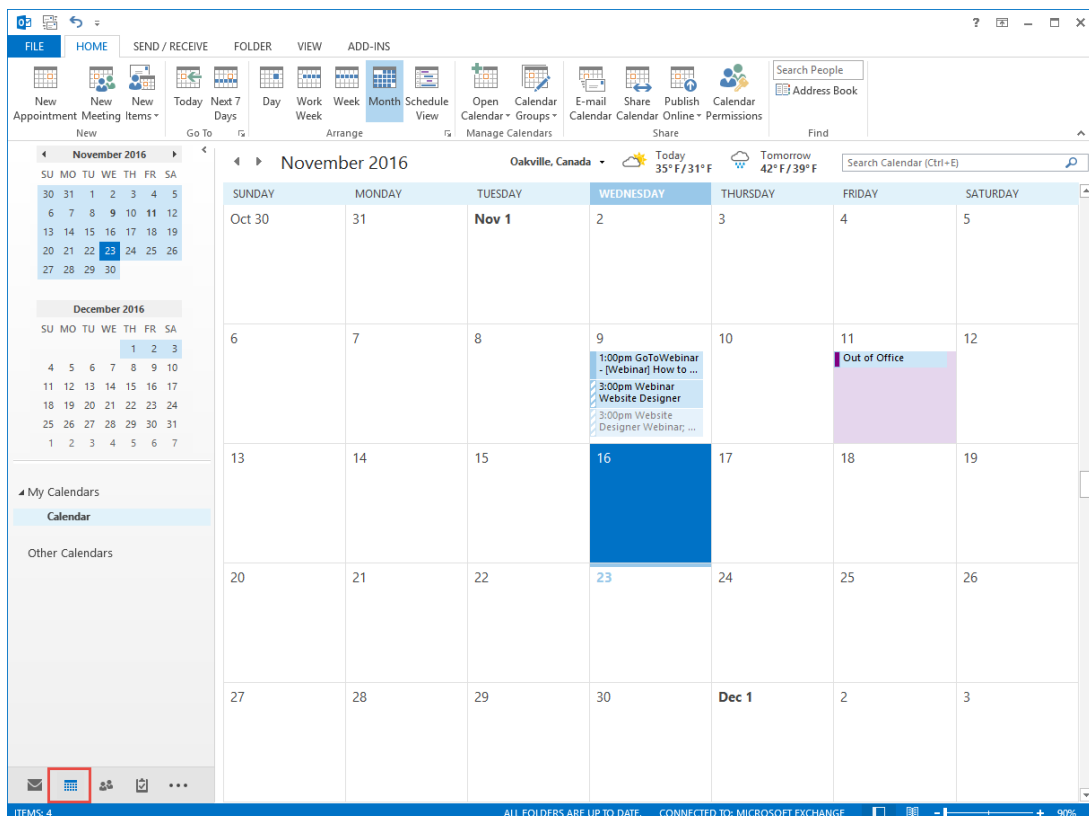 FILE HOME SEND / RECEIVE FOLDER VIEW ADD-INS
New Appointment
New Meeting
New Items
New
Today
Next 7 Days
Go To
Day
Work Week
Week
Month
Schedule View
Arrange
Open Calendar
Calendar Groups
Manage Calendars
E-mail Calendar
Share Calendar
Publish Online
Calendar Permissions
Share
Search People
Address Book
Find
November 2016
SU MO TU WE TH FR SA
30 31 1 2 3 4 5
6 7 8 9 10 11 12
13 14 15 16 17 18 19
20 21 22 23 24 25 26
27 28 29 30
December 2016
SU MO TU WE TH FR SA
1 2 3
4 5 6 7 8 9 10
11 12 13 14 15 16 17
18 19 20 21 22 23 24
25 26 27 28 29 30 31
1 2 3 4 5 6 7
My Calendars
Calendar
Other Calendars
November 2016
Oakville, Canada
Today
35°F/31°F
Tomorrow
42°F/39°F
Search Calendar (Ctrl+E)
SUNDAY MONDAY TUESDAY WEDNESDAY THURSDAY FRIDAY SATURDAY
Oct 30 31 Nov 1 2 3 4 5
6 7 8 9 10 11 12
1:00pm GoToWebinar
- [Webinar] How to ...
3:00pm Webinar
Website Designer
3:00pm Website
Designer Webinar; ...
Out of Office
13 14 15 16 17 18 19
20 21 22 23 24 25 26
27 28 29 30 Dec 1 2 3
ITEMS: 4
ALL FOLDERS ARE UP TO DATE. CONNECTED TO: MICROSOFT EXCHANGE
90%